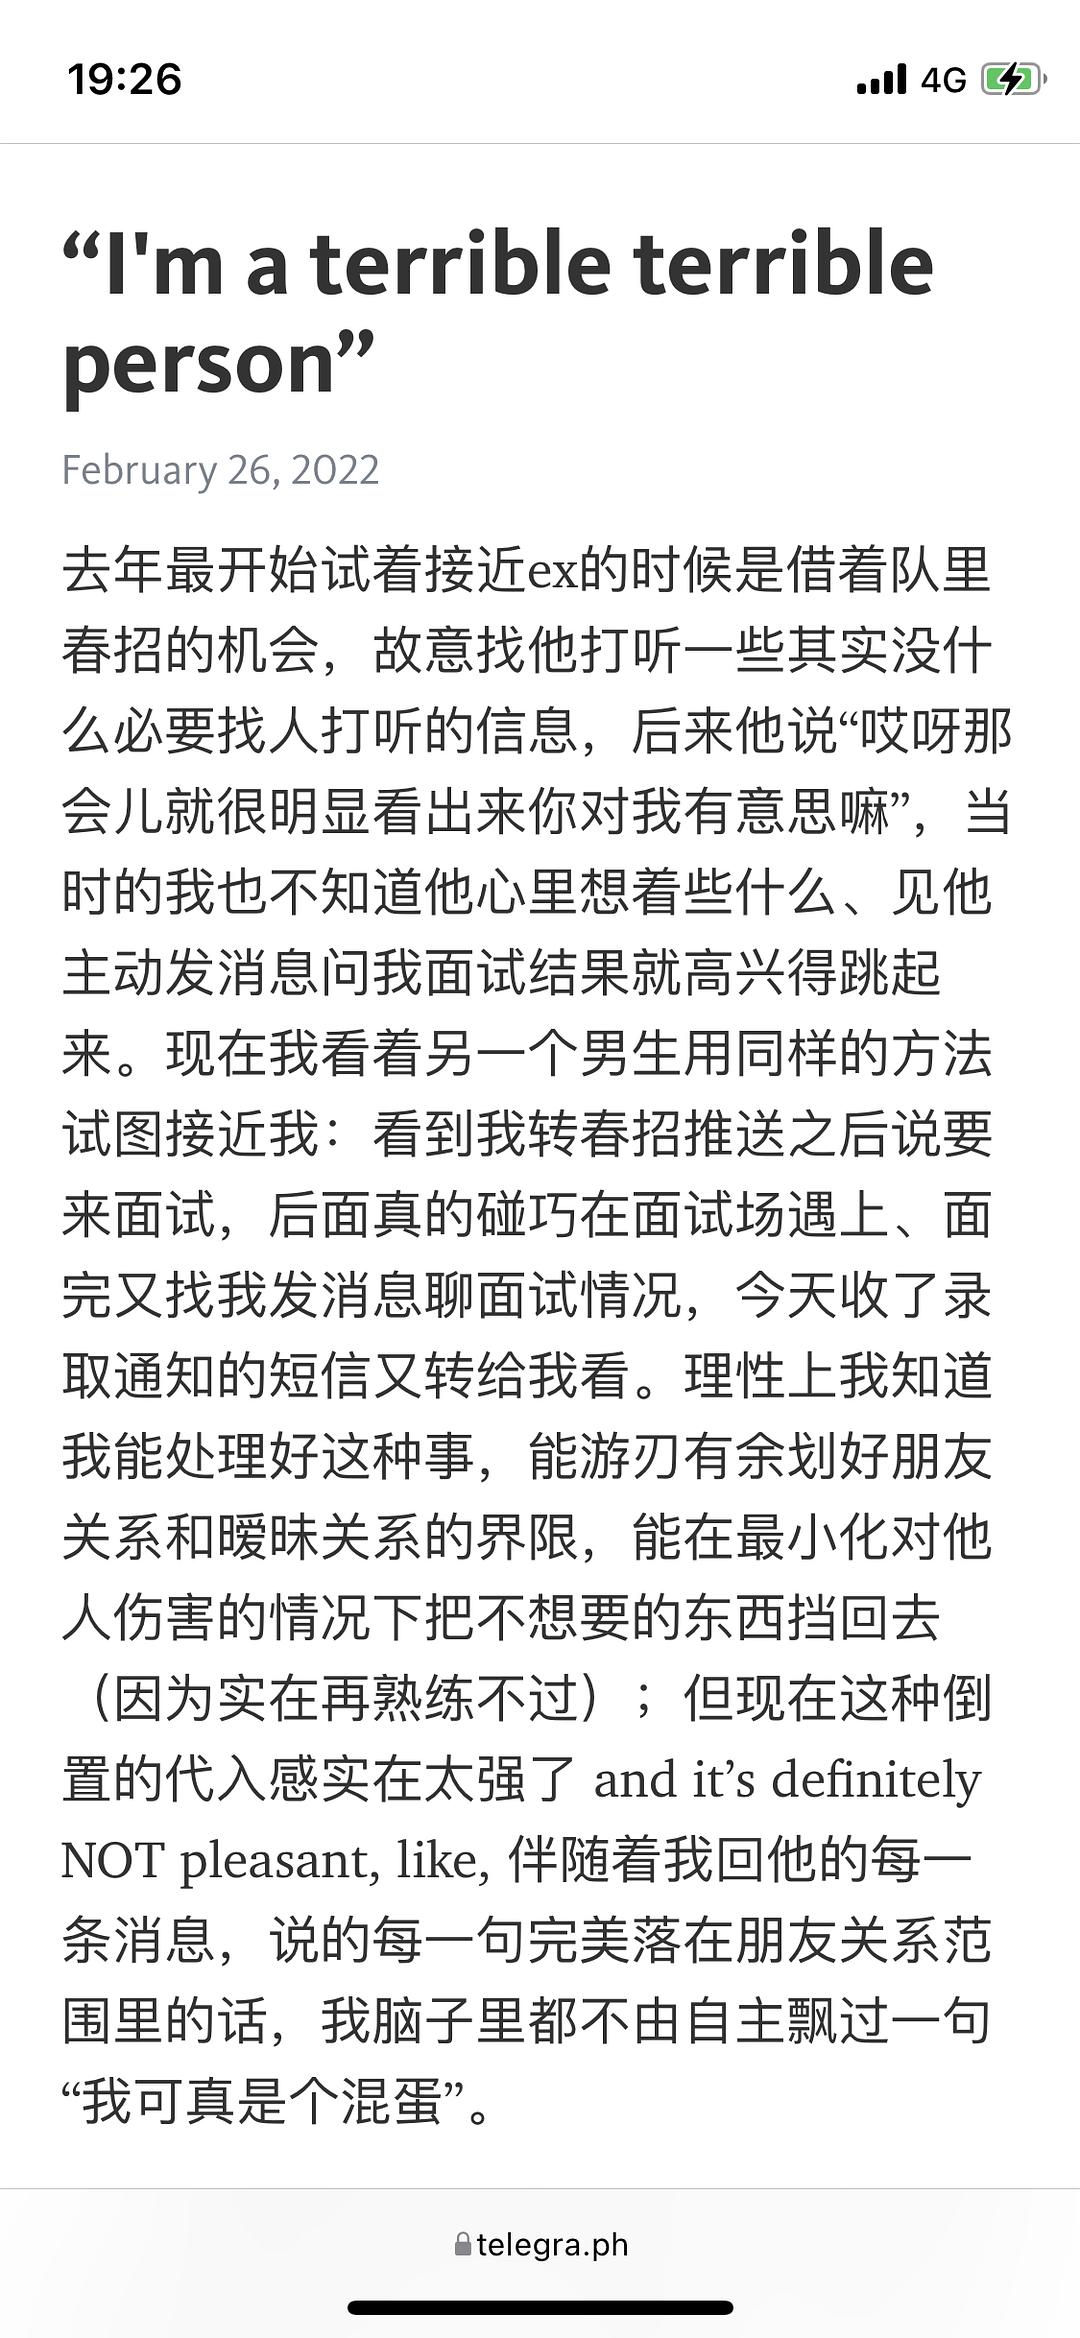 19:26
4G
“I'm a terrible terrible
person”
February 26, 2022
去年最开始试着接近ex的时候是借着队里
春招的机会，故意找他打听一些其实没什
么必要找人打听的信息，后来他说“哎呀那
会儿就很明显看出来你对我有意思嘛”，当
时的我也不知道他心里想着些什么、见他
主动发消息问我面试结果就高兴得跳起
来。现在我看着另一个男生用同样的方法
试图接近我：看到我转春招推送之后说要
来面试，后面真的碰巧在面试场遇上、面
完又找我发消息聊面试情况，今天收了录
取通知的短信又转给我看。理性上我知道
我能处理好这种事，能游刃有余划好朋友
关系和暧昧关系的界限，能在最小化对他
人伤害的情况下把不想要的东西挡回去
（因为实在再熟练不过）；但现在这种倒
置的代入感实在太强了 and it’s definitely
NOT pleasant, like, 伴随着我回他的每一
条消息，说的每一句完美落在朋友关系范
围里的话，我脑子里都不由自主飘过一句
“我可真是个混蛋”。
telegra.ph